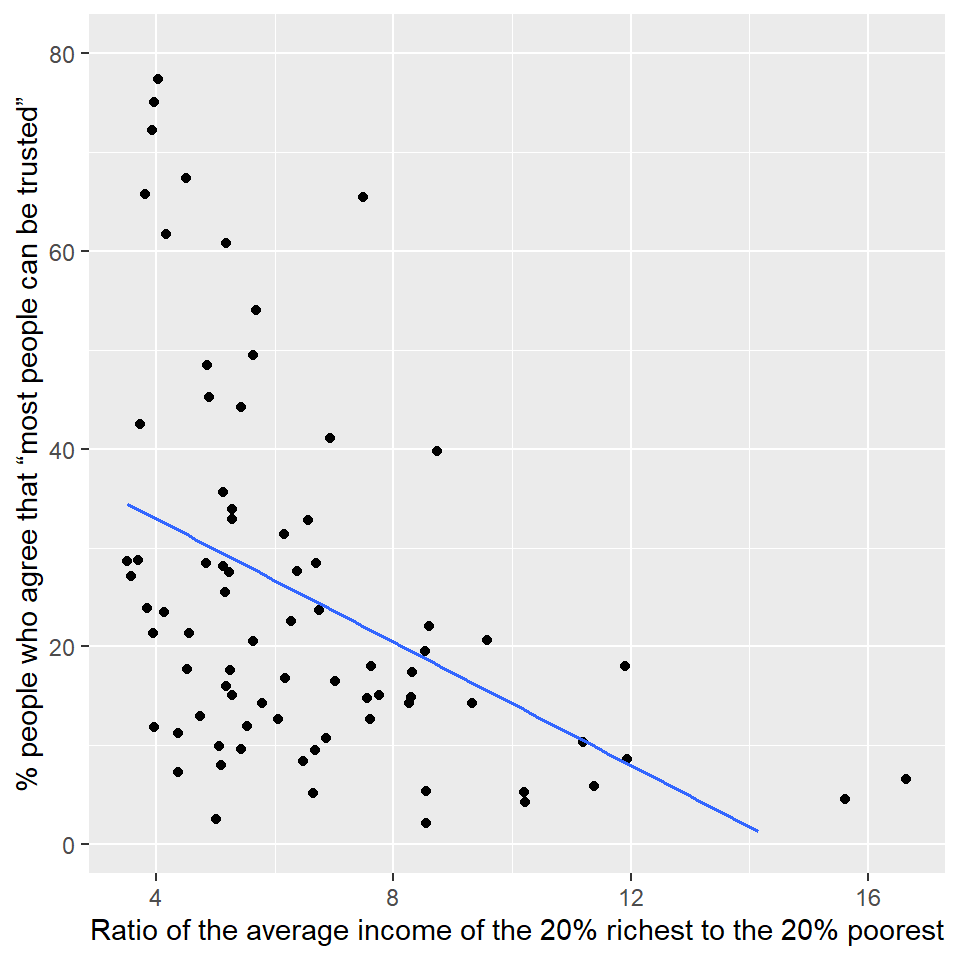 % people who agree that “most people can be trusted”
80
60
40
20
0
4 8 12 16
Ratio of the average income of the 20% richest to the 20% poorest